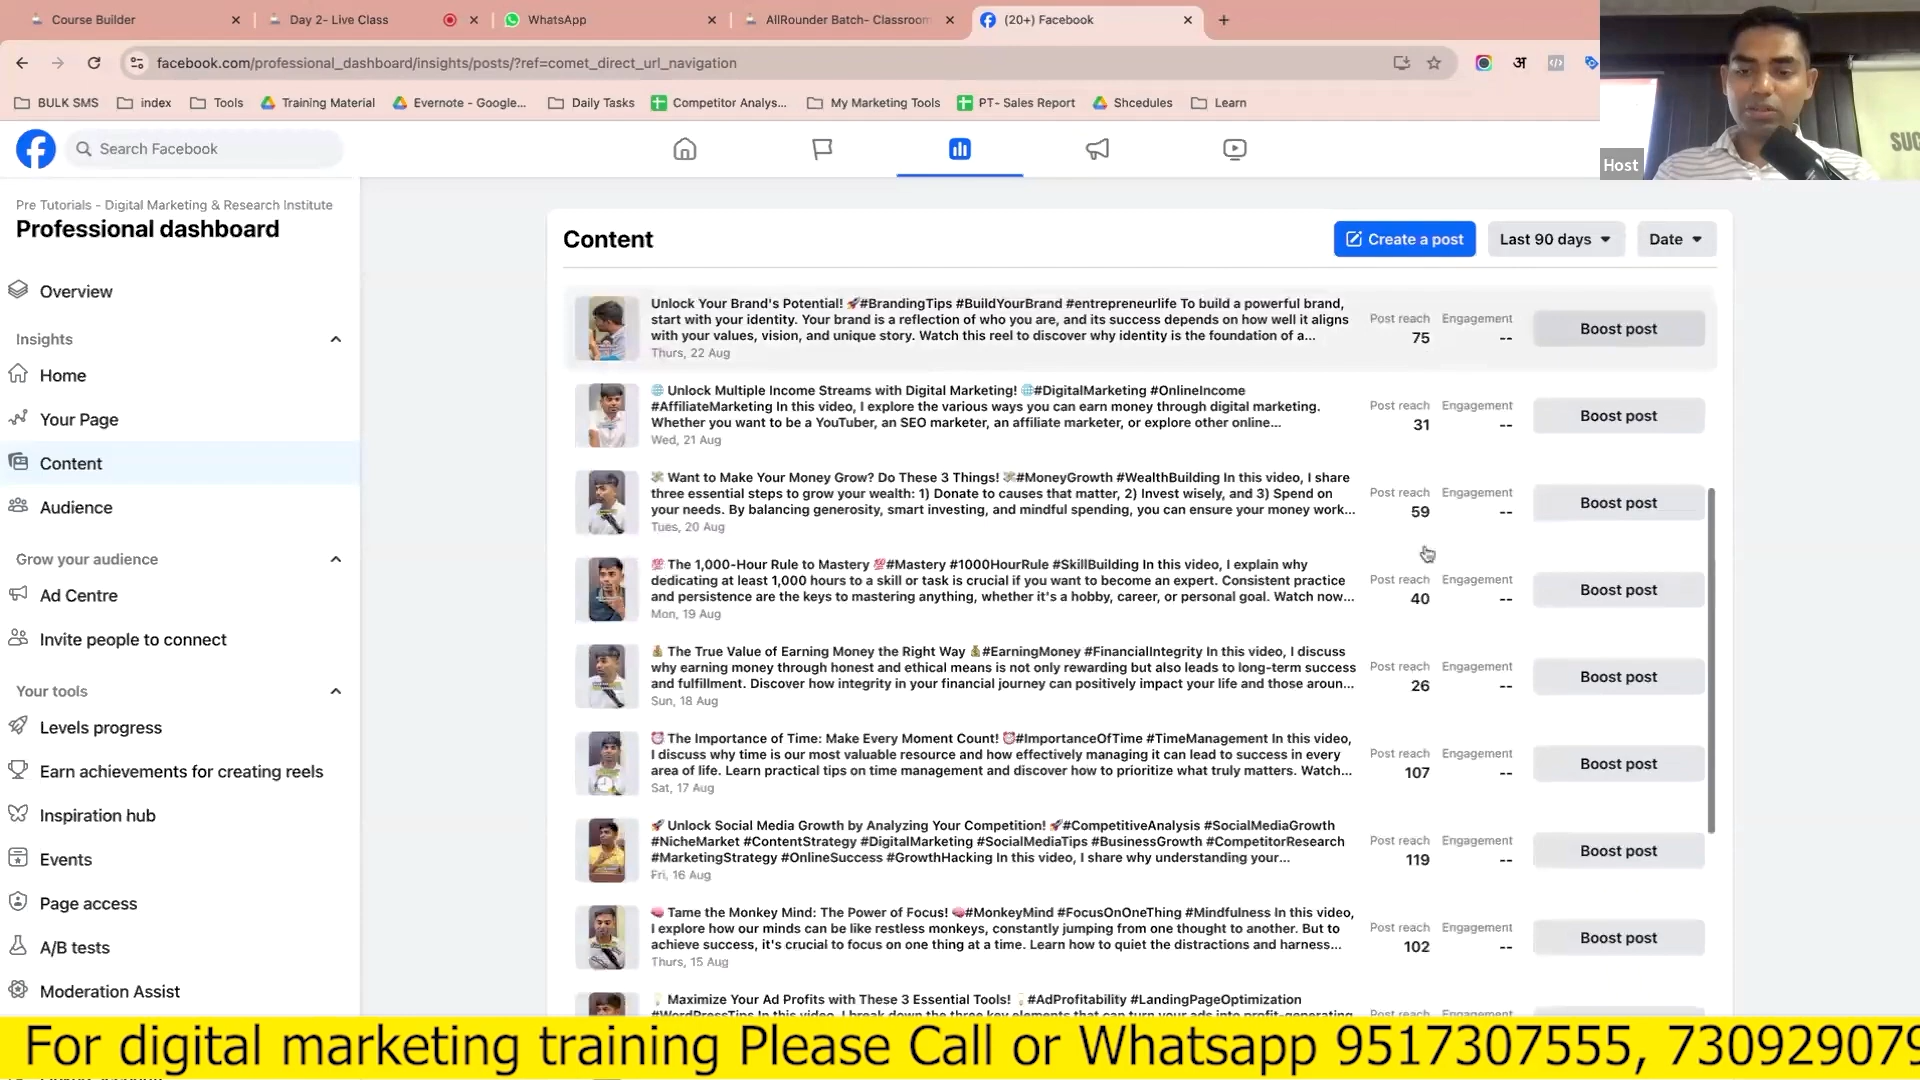 Course Builder
Day 2- Live Class
WhatsApp
AllRounder Batch- Classroom
(20+) Facebook
facebook.com/professional_dashboard/insights/posts/?ref=comet_direct_url_navigation
अ
BULK SMS
index
Tools
Training Material
Evernote - Google...
Daily Tasks
Competitor Analys...
My Marketing Tools
PT- Sales Report
Shcedules
Learn
Host
Search Facebook
Pre Tutorials - Digital Marketing & Research Institute
Professional dashboard
Overview
Insights
Home
Your Page
Content
Audience
Grow your audience
Ad Centre
Invite people to connect
Your tools
Levels progress
Earn achievements for creating reels
Inspiration hub
Events
Page access
A/B tests
Moderation Assist
Content
Create a post
Last 90 days
Date
Unlock Your Brand's Potential! 🚀#BrandingTips #BuildYourBrand #entrepreneurlife To build a powerful brand,
start with your identity. Your brand is a reflection of who you are, and its success depends on how well it aligns
with your values, vision, and unique story. Watch this reel to discover why identity is the foundation of a...
Thurs, 22 Aug
Post reach Engagement
75 --
Boost post
🌐 Unlock Multiple Income Streams with Digital Marketing! 🌐#DigitalMarketing #OnlineIncome
#AffiliateMarketing In this video, I explore the various ways you can earn money through digital marketing.
Whether you want to be a YouTuber, an SEO marketer, an affiliate marketer, or explore other online...
Wed, 21 Aug
Post reach Engagement
31 --
Boost post
💸 Want to Make Your Money Grow? Do These 3 Things! 💸#MoneyGrowth #WealthBuilding In this video, I share
three essential steps to grow your wealth: 1) Donate to causes that matter, 2) Invest wisely, and 3) Spend on
your needs. By balancing generosity, smart investing, and mindful spending, you can ensure your money work...
Tues, 20 Aug
Post reach Engagement
59 --
Boost post
💯 The 1,000-Hour Rule to Mastery 💯#Mastery #1000HourRule #SkillBuilding In this video, I explain why
dedicating at least 1,000 hours to a skill or task is crucial if you want to become an expert. Consistent practice
and persistence are the keys to mastering anything, whether it's a hobby, career, or personal goal. Watch now...
Mon, 19 Aug
Post reach Engagement
40 --
Boost post
💰 The True Value of Earning Money the Right Way 💰#EarningMoney #FinancialIntegrity In this video, I discuss
why earning money through honest and ethical means is not only rewarding but also leads to long-term success
and fulfillment. Discover how integrity in your financial journey can positively impact your life and those aroun...
Sun, 18 Aug
Post reach Engagement
26 --
Boost post
⏰ The Importance of Time: Make Every Moment Count! ⏰#ImportanceOfTime #TimeManagement In this video,
I discuss why time is our most valuable resource and how effectively managing it can lead to success in every
area of life. Learn practical tips on time management and discover how to prioritize what truly matters. Watch...
Sat, 17 Aug
Post reach Engagement
107 --
Boost post
🚀 Unlock Social Media Growth by Analyzing Your Competition! 🚀#CompetitiveAnalysis #SocialMediaGrowth
#NicheMarket #ContentStrategy #DigitalMarketing #SocialMediaTips #BusinessGrowth #CompetitorResearch
#MarketingStrategy #OnlineSuccess #GrowthHacking In this video, I share why understanding your...
Fri, 16 Aug
Post reach Engagement
119 --
Boost post
🧠 Tame the Monkey Mind: The Power of Focus! 🧠#MonkeyMind #FocusOnOneThing #Mindfulness In this video,
I explore how our minds can be like restless monkeys, constantly jumping from one thought to another. But to
achieve success, it's crucial to focus on one thing at a time. Learn how to quiet the distractions and harness...
Thurs, 15 Aug
Post reach Engagement
102 --
Boost post
💡 Maximize Your Ad Profits with These 3 Essential Tools! 💡#AdProfitability #LandingPageOptimization
#WordPressTips In this video, I break down the three key elements that can turn your ads into profit-generating
For digital marketing training Please Call or Whatsapp 9517307555, 730929079